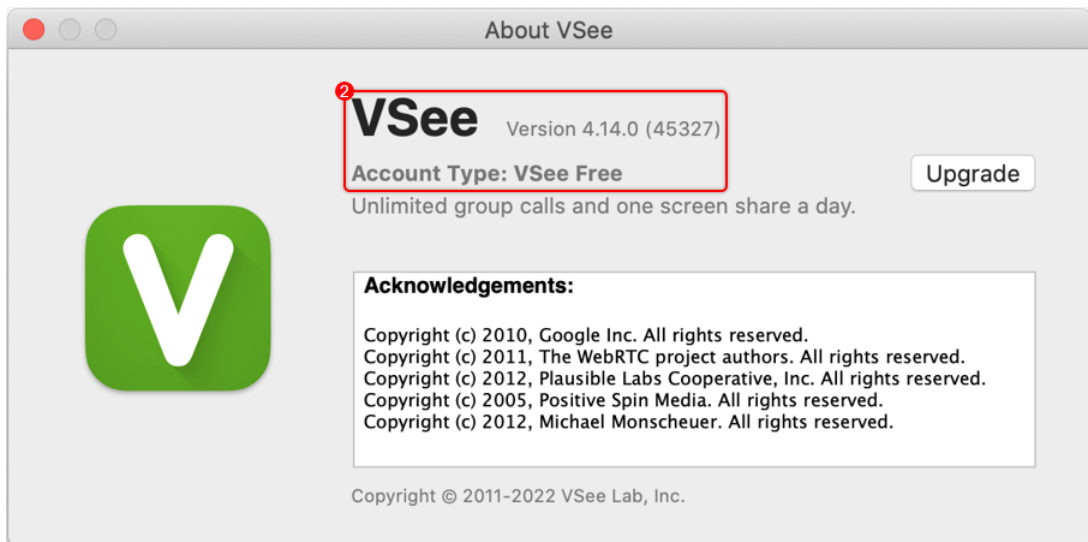 About VSee
2
VSee Version 4.14.0 (45327)
Account Type: VSee Free
Upgrade
Unlimited group calls and one screen share a day.
V
Acknowledgements:
Copyright (c) 2010, Google Inc. All rights reserved.
Copyright (c) 2011, The WebRTC project authors. All rights reserved.
Copyright (c) 2012, Plausible Labs Cooperative, Inc. All rights reserved.
Copyright (c) 2005, Positive Spin Media. All rights reserved.
Copyright (c) 2012, Michael Monscheuer. All rights reserved.
Copyright © 2011-2022 VSee Lab, Inc.